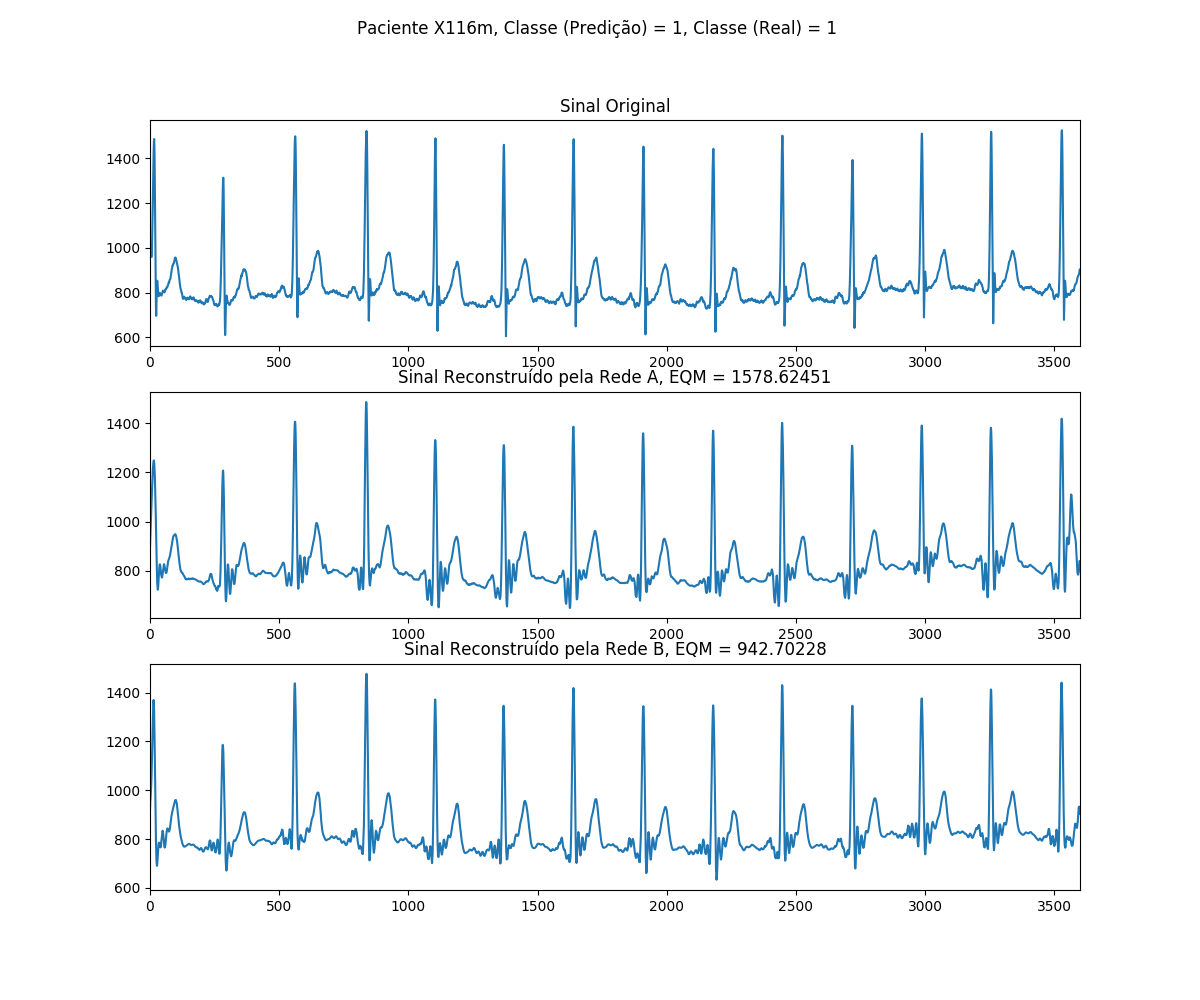 Paciente X116m, Classe (Predição) = 1, Classe (Real) = 1
Sinal Original
1400
1200
1000
800
600
0 500 1000 1500 2000 2500 3000 3500
Sinal Reconstruído pela Rede A, EQM = 1578.62451
1400
1200
1000
800
0 500 1000 1500 2000 2500 3000 3500
Sinal Reconstruído pela Rede B, EQM = 942.70228
1400
1200
1000
800
600
0 500 1000 1500 2000 2500 3000 3500